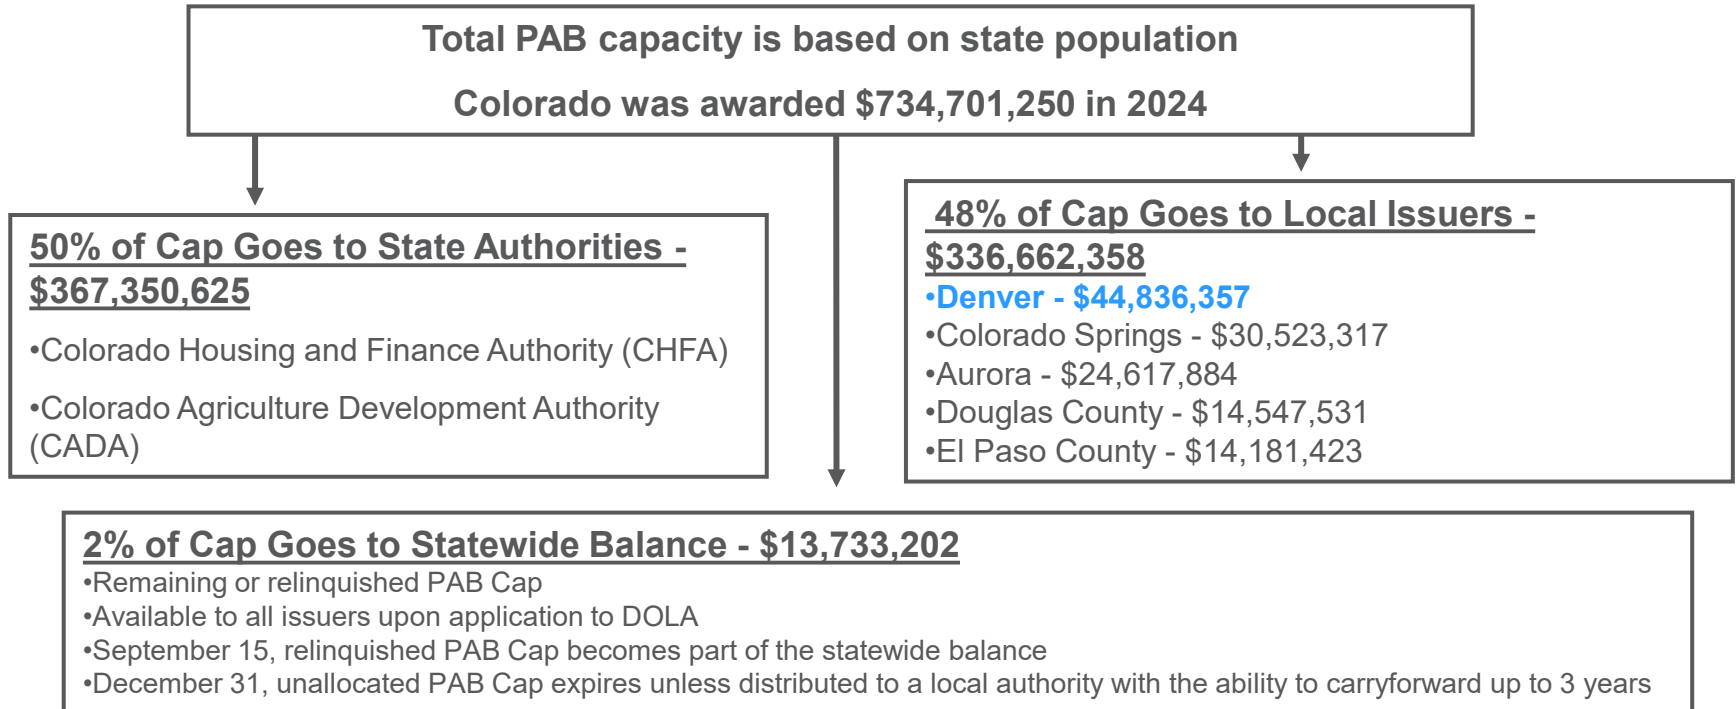 Total PAB capacity is based on state population
Colorado was awarded $734,701,250 in 2024
50% of Cap Goes to State Authorities -
$367,350,625
•Colorado Housing and Finance Authority (CHFA)
•Colorado Agriculture Development Authority
(CADA)
48% of Cap Goes to Local Issuers -
$336,662,358
•Denver - $44,836,357
•Colorado Springs - $30,523,317
•Aurora - $24,617,884
•Douglas County - $14,547,531
•El Paso County - $14,181,423
2% of Cap Goes to Statewide Balance - $13,733,202
•Remaining or relinquished PAB Cap
•Available to all issuers upon application to DOLA
•September 15, relinquished PAB Cap becomes part of the statewide balance
•December 31, unallocated PAB Cap expires unless distributed to a local authority with the ability to carryforward up to 3 years